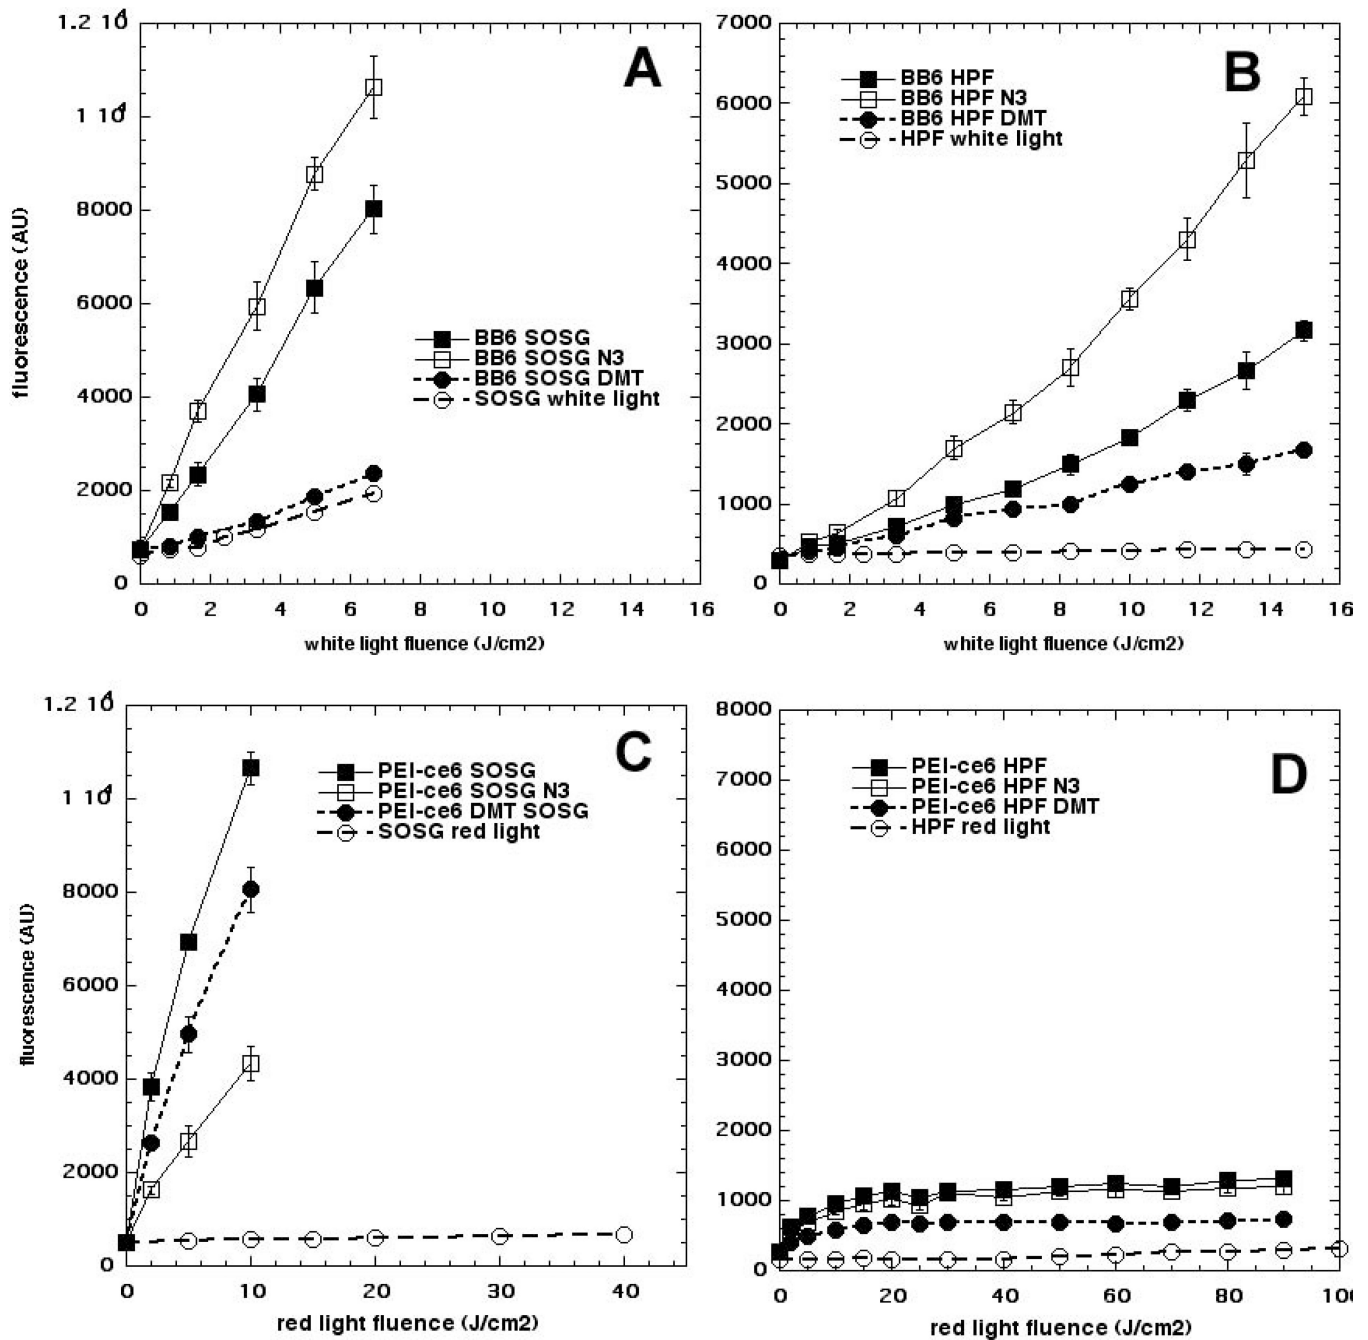 1.2 10^4
1 10^4
8000
6000
4000
2000
0
fluorescence (AU)
A
BB6 SOSG
BB6 SOSG N3
BB6 SOSG DMT
SOSG white light
0 2 4 6 8 10 12 14 16
white light fluence (J/cm2)
7000
6000
5000
4000
3000
2000
1000
0
B
BB6 HPF
BB6 HPF N3
BB6 HPF DMT
HPF white light
0 2 4 6 8 10 12 14 16
white light fluence (J/cm2)
1.2 10^4
1 10^4
8000
6000
4000
2000
0
fluorescence (AU)
C
PEI-ce6 SOSG
PEI-ce6 SOSG N3
PEI-ce6 DMT SOSG
SOSG red light
0 10 20 30 40
red light fluence (J/cm2)
8000
7000
6000
5000
4000
3000
2000
1000
0
D
PEI-ce6 HPF
PEI-ce6 HPF N3
PEI-ce6 HPF DMT
HPF red light
0 20 40 60 80 100
red light fluence (J/cm2)